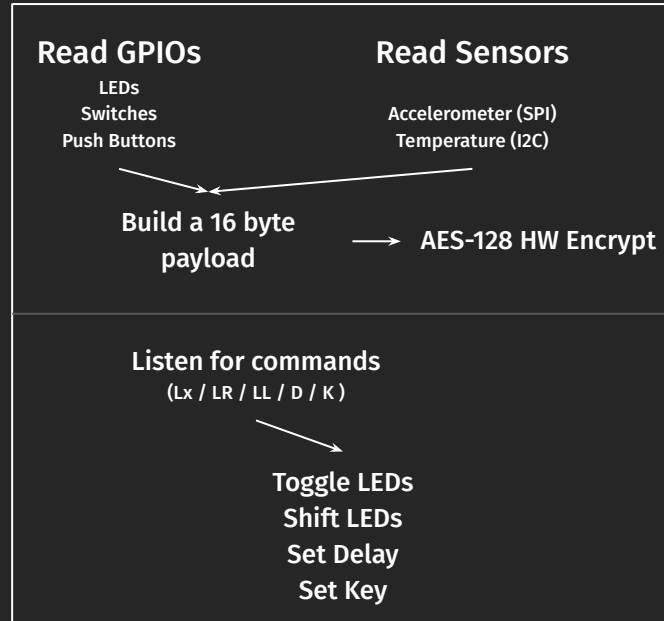 Read GPIOs
LEDs
Switches
Push Buttons
Read Sensors
Accelerometer (SPI)
Temperature (I2C)
Build a 16 byte
payload
AES-128 HW Encrypt
Listen for commands
(Lx / LR / LL / D / K )
Toggle LEDs
Shift LEDs
Set Delay
Set Key